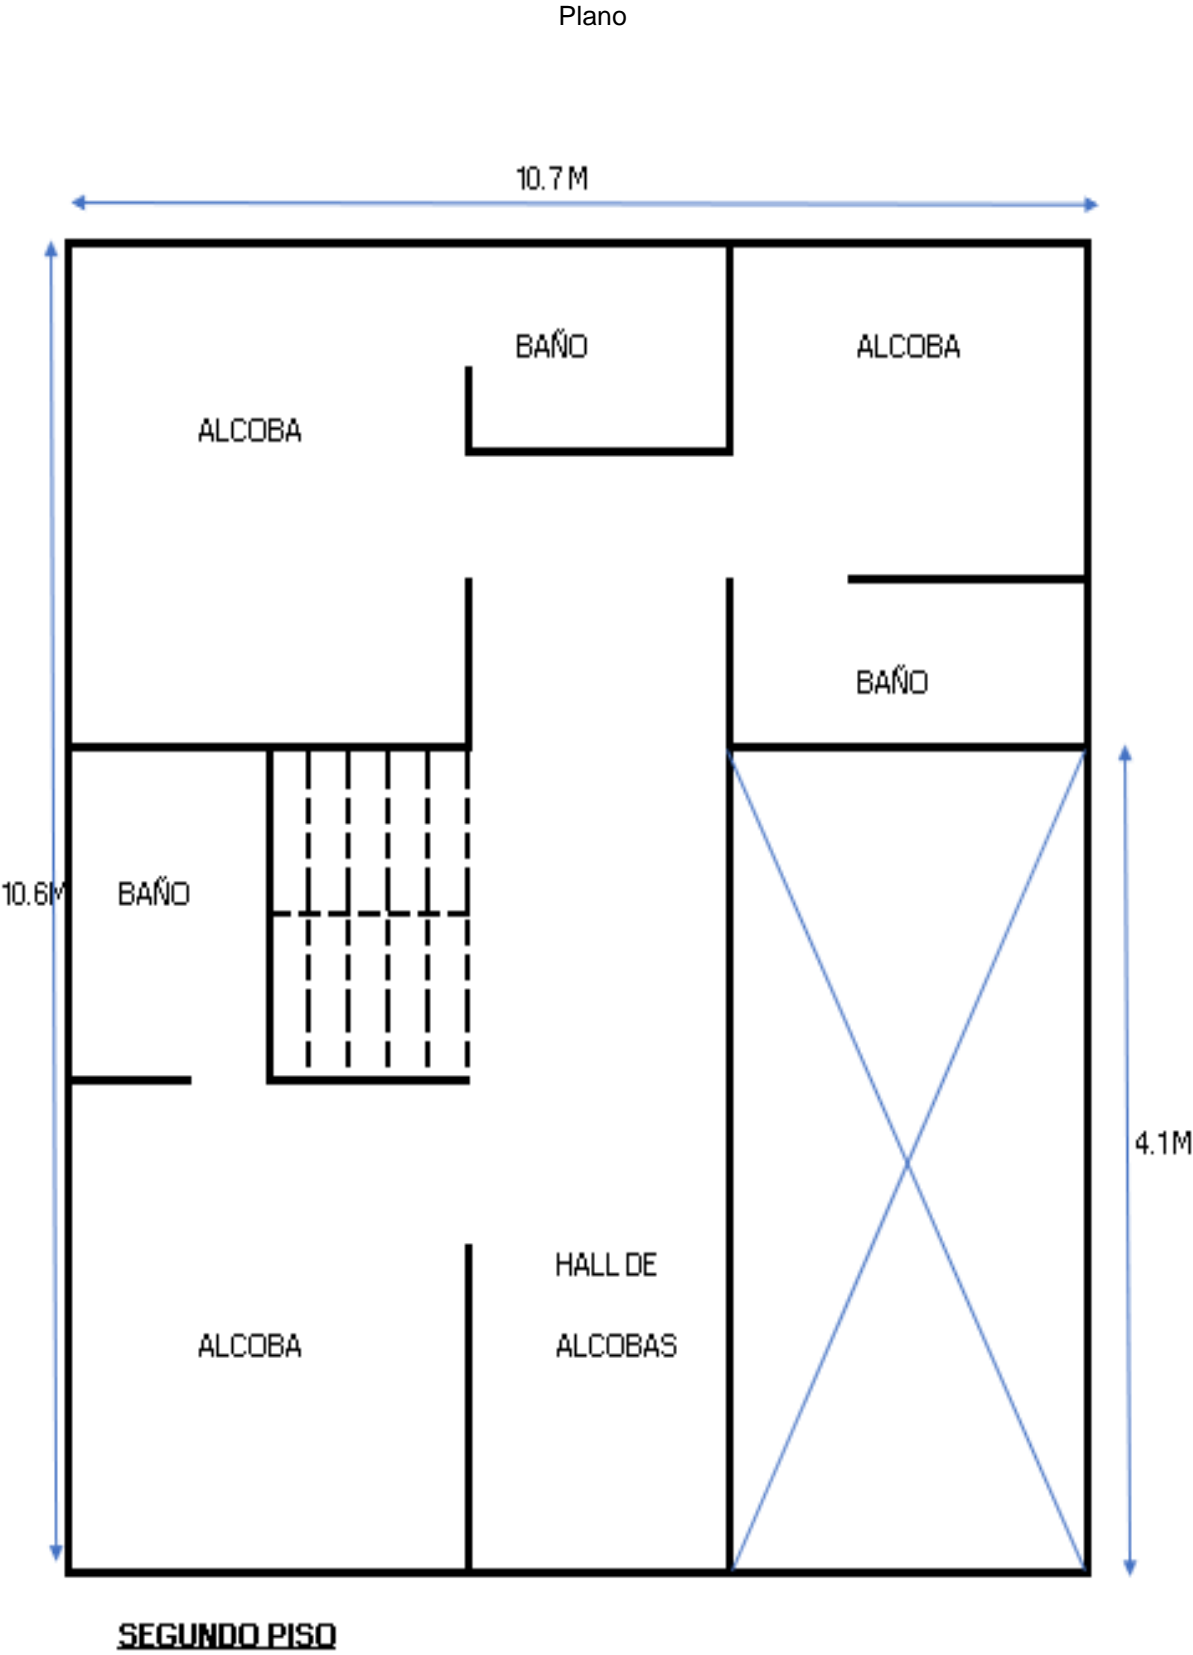 Plano
10.7 M
BAÑO
ALCOBA
ALCOBA
BAÑO
10.6M
BAÑO
4.1M
HALL DE
ALCOBA
ALCOBAS
SEGUNDO PISO